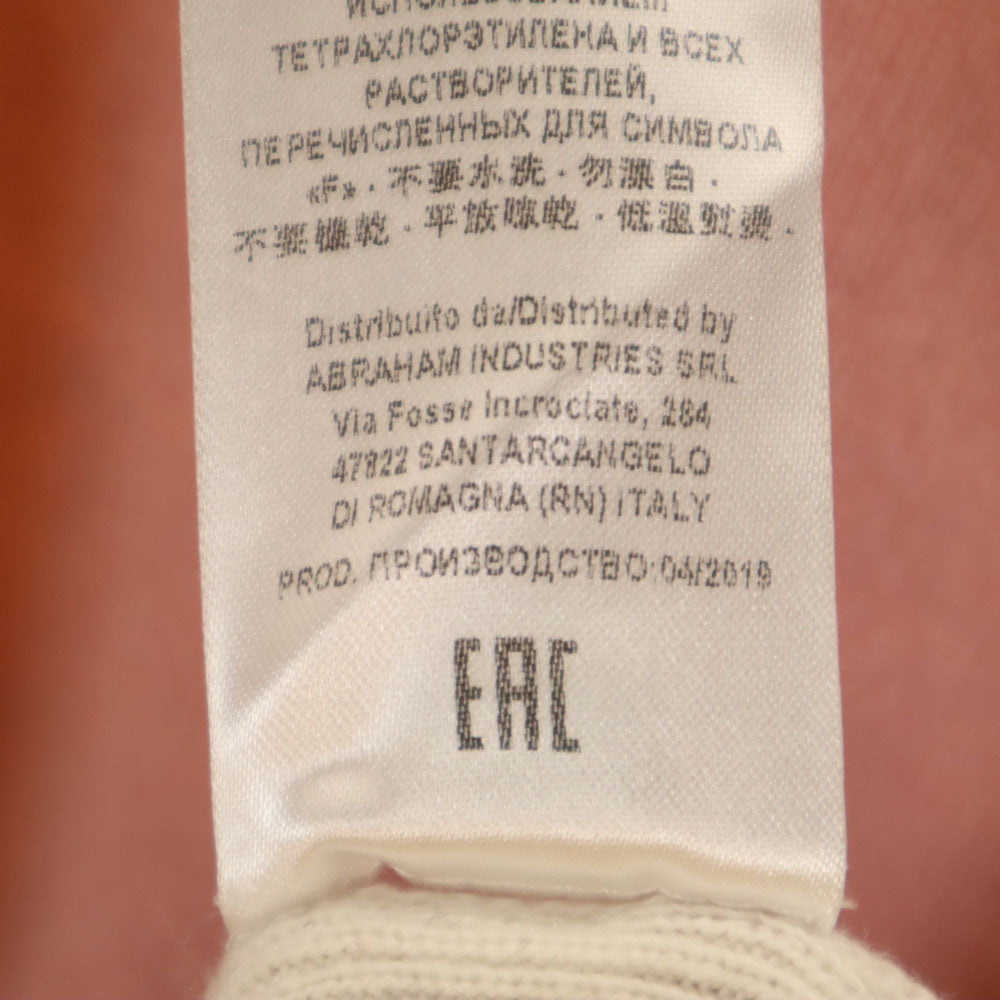 ИСПОЛЬЗОВАНИЕМ
ТЕТРАХЛОРЭТИЛЕНА И ВСЕХ
РАСТВОРИТЕЛЕЙ,
ПЕРЕЧИСЛЕННЫХ ДЛЯ СИМВОЛА
«F» · 不要水洗 · 勿漂白 ·
不要機乾 · 平放晾乾 · 低溫熨燙 ·
Distribuito da/Distributed by
ABRAHAM INDUSTRIES SRL
Via Fosse Incrociate, 284
47822 SANTARCANGELO
DI ROMAGNA (RN) ITALY
PROD. ПРОИЗВОДСТВО:04/2019
EAC